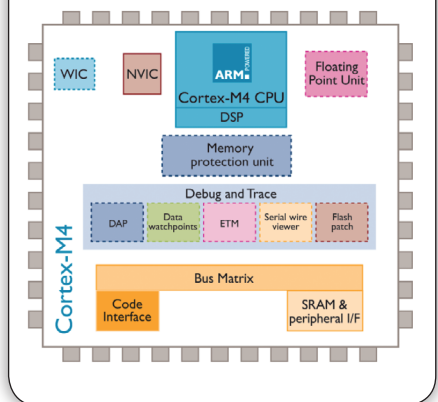 WIC
NVIC
ARM POWERED
Cortex-M4 CPU
DSP
Floating
Point Unit
Memory
protection unit
Debug and Trace
DAP
Data
watchpoints
ETM
Serial wire
viewer
Flash
patch
Cortex-M4
Bus Matrix
Code
Interface
SRAM &
peripheral I/F